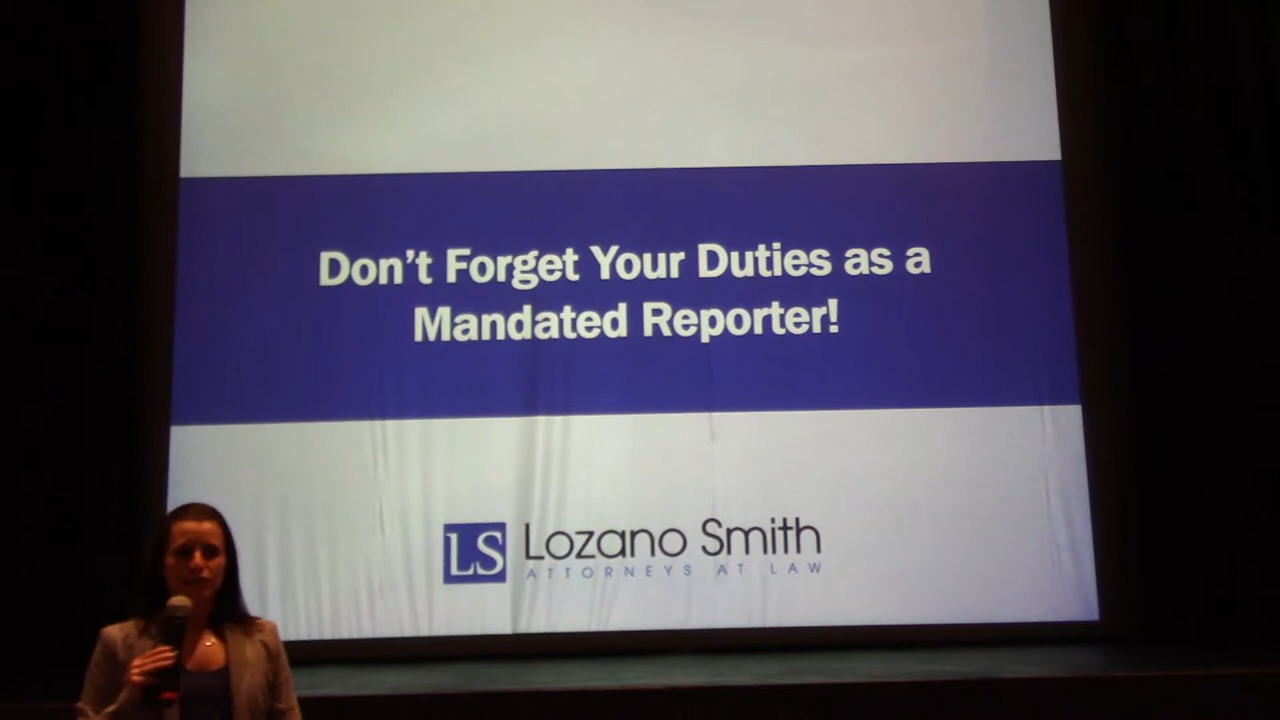 Don't Forget Your Duties as a
Mandated Reporter!
LS Lozano Smith
ATTORNEYS AT LAW